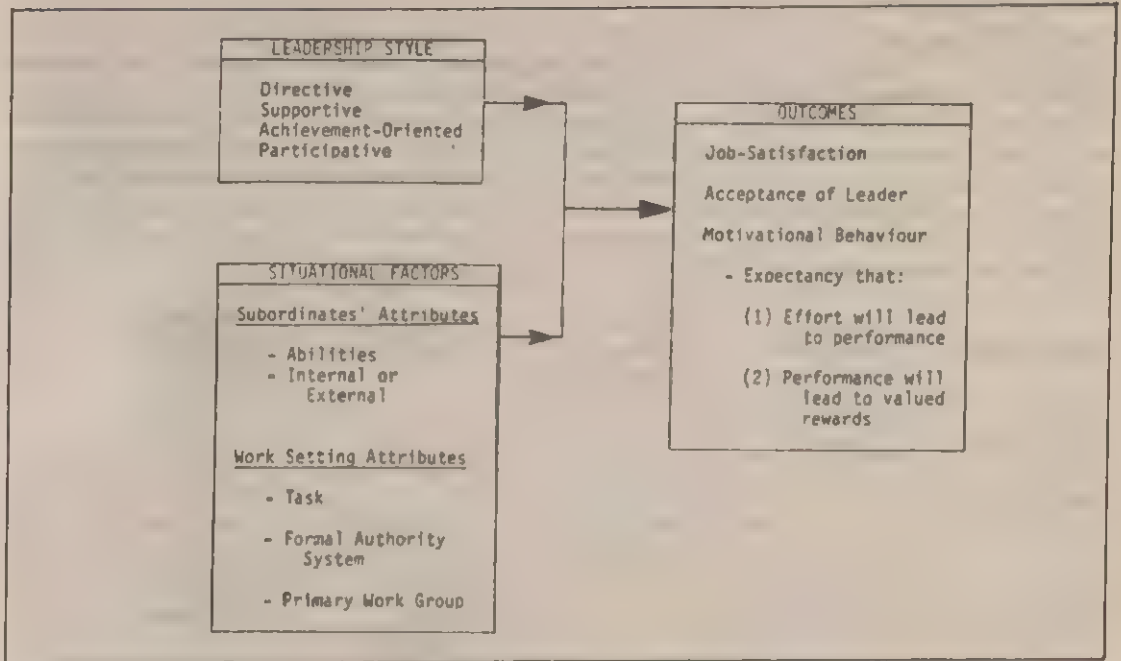 LEADERSHIP STYLE
Directive
Supportive
Achievement-Oriented
Participative
SITUATIONAL FACTORS
Subordinates' Attributes
- Abilities
- Internal or
External
Work Setting Attributes
- Task
- Formal Authority
System
- Primary Work Group
OUTCOMES
Job-Satisfaction
Acceptance of Leader
Motivational Behaviour
- Expectancy that:
(1) Effort will lead
to performance
(2) Performance will
lead to valued
rewards